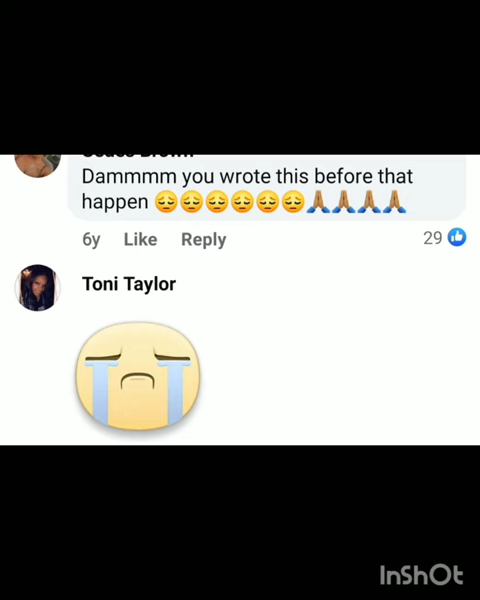 Dammmm you wrote this before that
happen 😔😔😔😔😔😔🙏🏽🙏🏽🙏🏽🙏🏽
6y Like Reply 29
Toni Taylor
InShOt